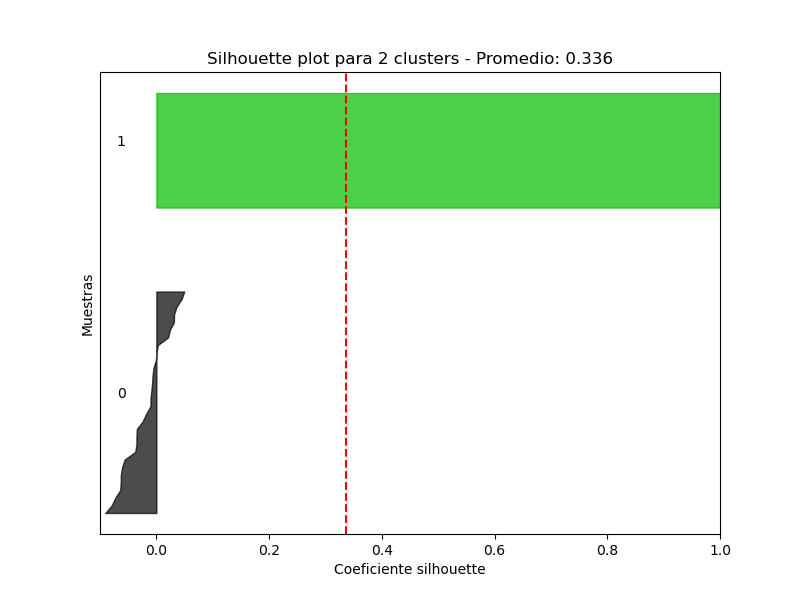 Silhouette plot para 2 clusters - Promedio: 0.336
1
0
Muestras
0.0 0.2 0.4 0.6 0.8 1.0
Coeficiente silhouette